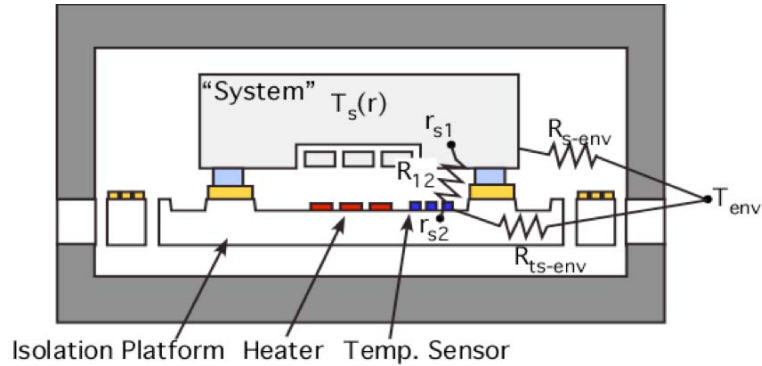 “System”
T_s(r)
r_s1
R_s-env
R_12
T_env
r_s2
R_ts-env
Isolation Platform Heater Temp. Sensor